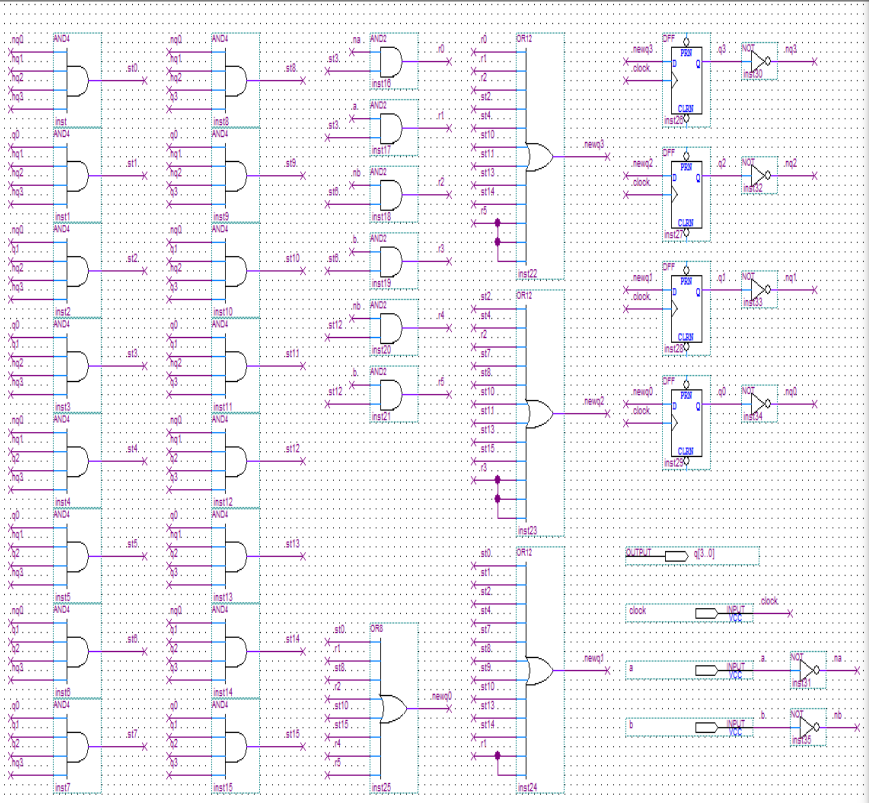 AND4
nq0
nq1
nq2 st0
nq3
inst
AND4
q0
nq1
nq2 st1
nq3
inst1
AND4
nq0
q1
nq2 st2
nq3
inst2
AND4
q0
q1
nq2 st3
nq3
inst3
AND4
nq0
nq1
q2 st4
nq3
inst4
AND4
q0
nq1
q2 st5
nq3
inst5
AND4
nq0
q1
q2 st6
nq3
inst6
AND4
q0
q1
q2 st7
nq3
inst7
AND4
nq0
nq1
nq2 st8
q3
inst8
AND4
q0
nq1
nq2 st9
q3
inst9
AND4
nq0
q1
nq2 st10
q3
inst10
AND4
q0
q1
nq2 st11
q3
inst11
AND4
nq0
nq1
q2 st12
q3
inst12
AND4
q0
nq1
q2 st13
q3
inst13
AND4
nq0
q1
q2 st14
q3
inst14
AND4
q0
q1
q2 st15
q3
inst15
AND2
na r0
st3
inst16
AND2
a r1
st3
inst17
AND2
nb r2
st6
inst18
AND2
b r3
st6
inst19
AND2
nb r4
st12
inst20
AND2
b r5
st12
inst21
OR8
st0
r1
st8
r2 newq0
st10
st15
r4
r5
inst25
OR12
r0
r1
r2
st2
st4
st10 newq3
st11
st13
st14
r5
inst22
OR12
st2
st4
r2
st7
st8
st10 newq2
st11
st13
st15
r3
inst23
OR12
st0
st1
st2
st4
st7
st8 newq1
st9
st10
st13
st14
r1
inst24
DFF
PRN
newq3 D Q q3 NOT nq3
clock inst30
CLRN
inst26
DFF
PRN
newq2 D Q q2 NOT nq2
clock inst32
CLRN
inst27
DFF
PRN
newq1 D Q q1 NOT nq1
clock inst33
CLRN
inst28
DFF
PRN
newq0 D Q q0 NOT nq0
clock inst34
CLRN
inst29
OUTPUT q[3..0]
clock INPUT clock
VCC
a INPUT a NOT na
VCC inst31
b INPUT b NOT nb
VCC inst35